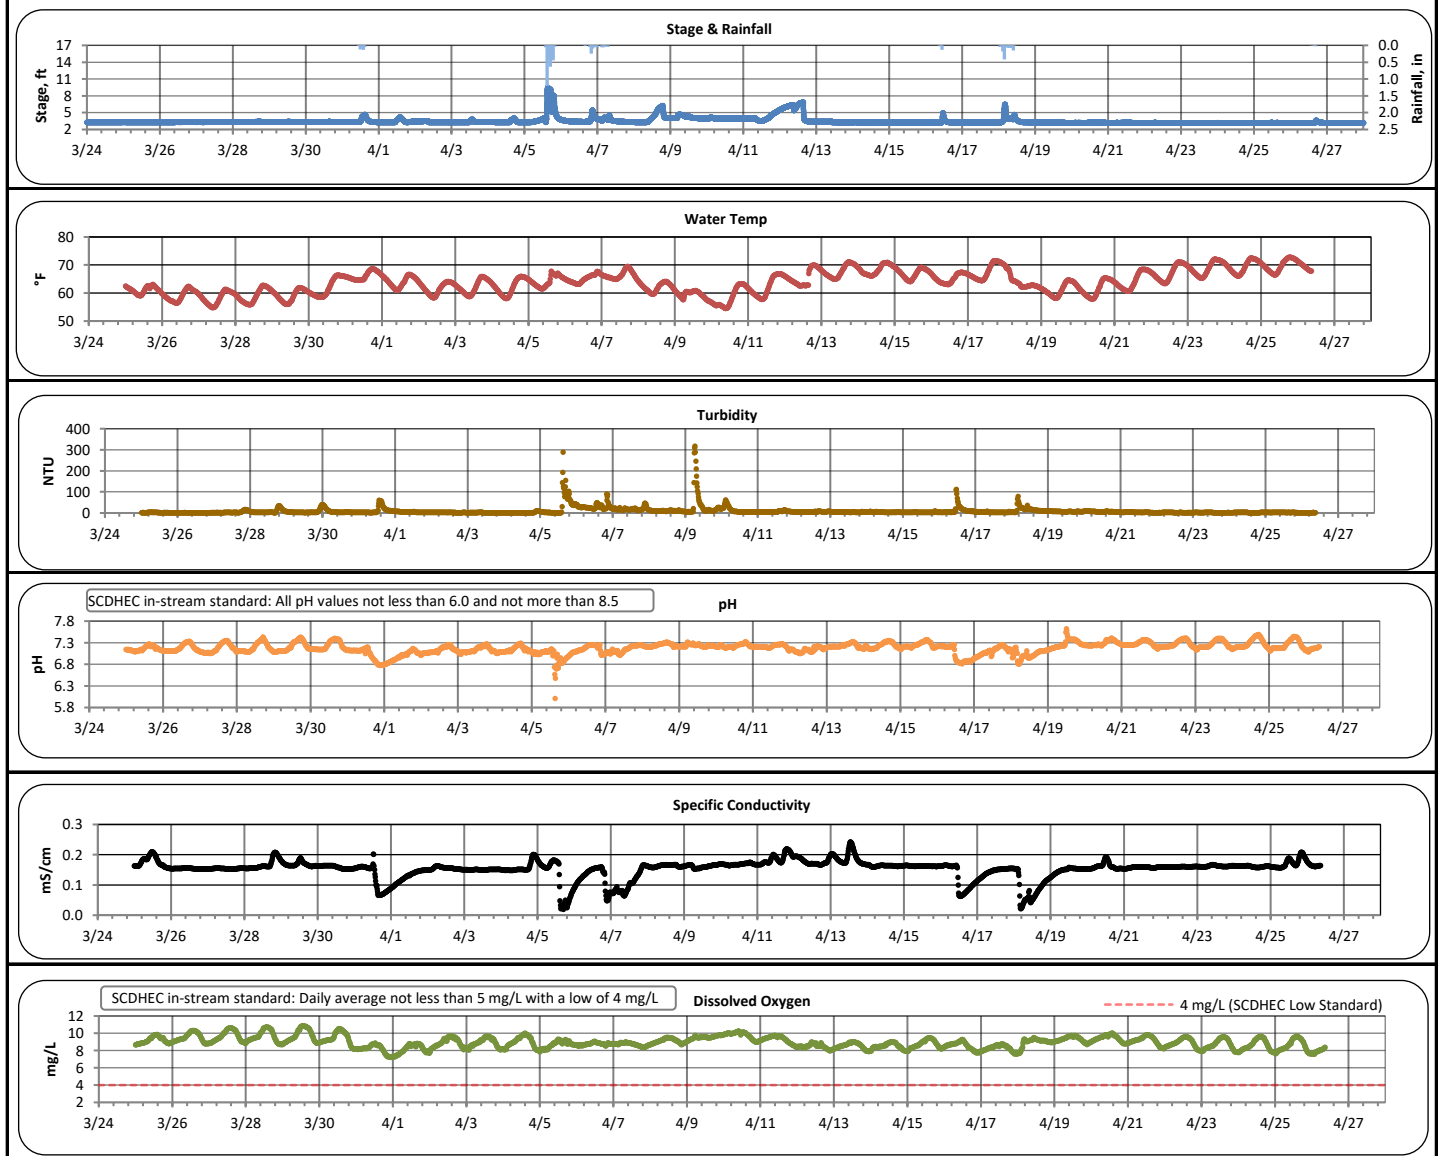 Stage & Rainfall
Stage, ft
17
14
11
8
5
2
0.0
0.5
1.0
1.5
2.0
2.5
Rainfall, in
3/24 3/26 3/28 3/30 4/1 4/3 4/5 4/7 4/9 4/11 4/13 4/15 4/17 4/19 4/21 4/23 4/25 4/27
Water Temp
°F
80
70
60
50
3/24 3/26 3/28 3/30 4/1 4/3 4/5 4/7 4/9 4/11 4/13 4/15 4/17 4/19 4/21 4/23 4/25 4/27
Turbidity
NTU
400
300
200
100
0
3/24 3/26 3/28 3/30 4/1 4/3 4/5 4/7 4/9 4/11 4/13 4/15 4/17 4/19 4/21 4/23 4/25 4/27
SCDHEC in-stream standard: All pH values not less than 6.0 and not more than 8.5
pH
pH
7.8
7.3
6.8
6.3
5.8
3/24 3/26 3/28 3/30 4/1 4/3 4/5 4/7 4/9 4/11 4/13 4/15 4/17 4/19 4/21 4/23 4/25 4/27
Specific Conductivity
mS/cm
0.3
0.2
0.1
0.0
3/24 3/26 3/28 3/30 4/1 4/3 4/5 4/7 4/9 4/11 4/13 4/15 4/17 4/19 4/21 4/23 4/25 4/27
SCDHEC in-stream standard: Daily average not less than 5 mg/L with a low of 4 mg/L
Dissolved Oxygen
4 mg/L (SCDHEC Low Standard)
mg/L
12
10
8
6
4
2
3/24 3/26 3/28 3/30 4/1 4/3 4/5 4/7 4/9 4/11 4/13 4/15 4/17 4/19 4/21 4/23 4/25 4/27